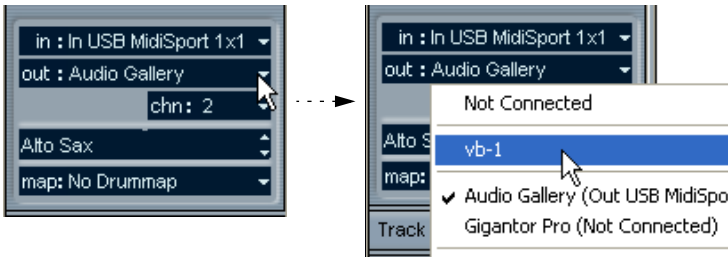 in : In USB MidiSport 1x1
out : Audio Gallery
chn: 2
Alto Sax
map: No Drummap
in : In USB MidiSport 1x1
out : Audio Gallery
Not Connected
Alto S
vb-1
map:
✓ Audio Gallery (Out USB MidiSpo
Track
Gigantor Pro (Not Connected)